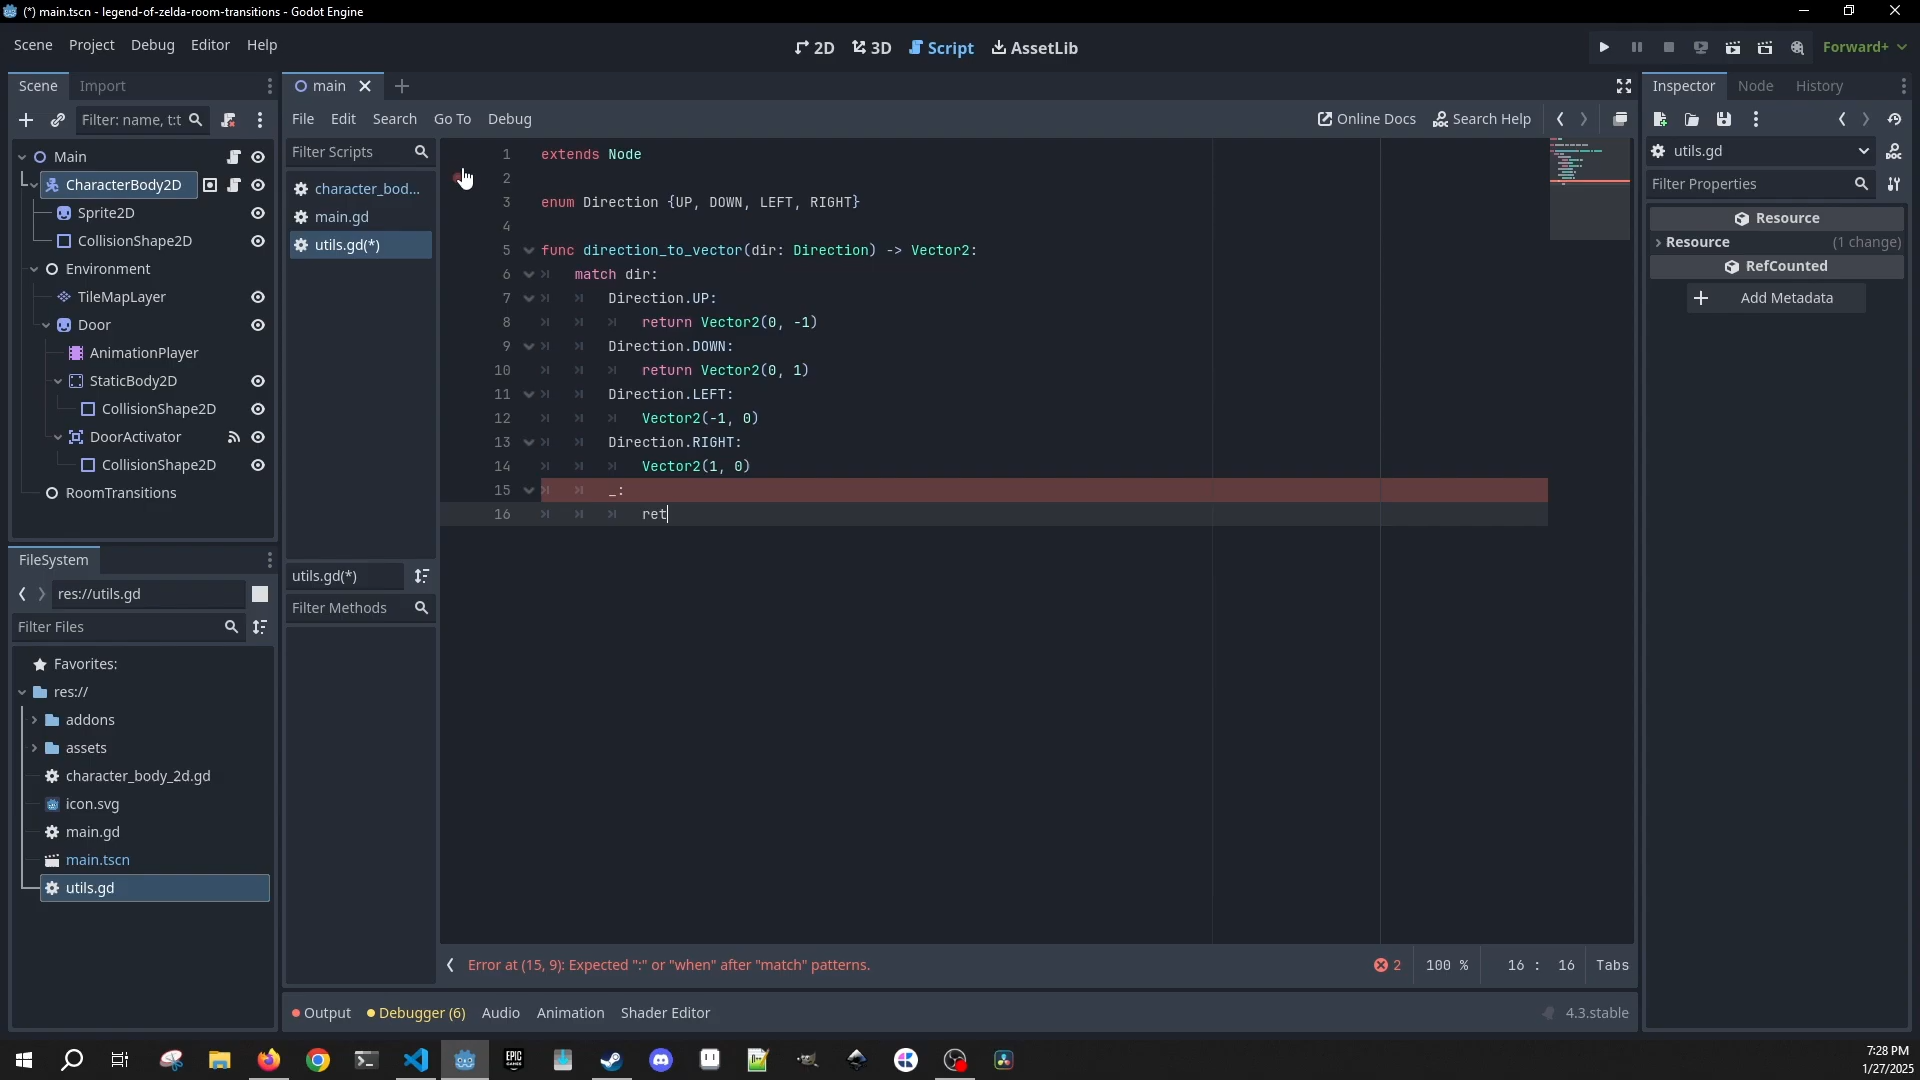 (*) main.tscn - legend-of-zelda-room-transitions - Godot Engine
Scene Project Debug Editor Help
2D 3D Script AssetLib
Forward+
Scene Import
Filter: name, t:t
Main
CharacterBody2D
Sprite2D
CollisionShape2D
Environment
TileMapLayer
Door
AnimationPlayer
StaticBody2D
CollisionShape2D
DoorActivator
CollisionShape2D
RoomTransitions
FileSystem
res://utils.gd
Filter Files
Favorites:
res://
addons
assets
character_body_2d.gd
icon.svg
main.gd
main.tscn
utils.gd
main
File Edit Search Go To Debug
Online Docs Search Help
Filter Scripts
character_bod...
main.gd
utils.gd(*)
utils.gd(*)
Filter Methods
1 extends Node
2
3 enum Direction {UP, DOWN, LEFT, RIGHT}
4
5 func direction_to_vector(dir: Direction) -> Vector2:
6 match dir:
7 Direction.UP:
8 return Vector2(0, -1)
9 Direction.DOWN:
10 return Vector2(0, 1)
11 Direction.LEFT:
12 Vector2(-1, 0)
13 Direction.RIGHT:
14 Vector2(1, 0)
15 _:
16 ret
Error at (15, 9): Expected ":" or "when" after "match" patterns.
2 100 % 16 : 16 Tabs
Output Debugger (6) Audio Animation Shader Editor
4.3.stable
Inspector Node History
utils.gd
Filter Properties
Resource
Resource (1 change)
RefCounted
Add Metadata
EPIC GAMES
7:28 PM
1/27/2025